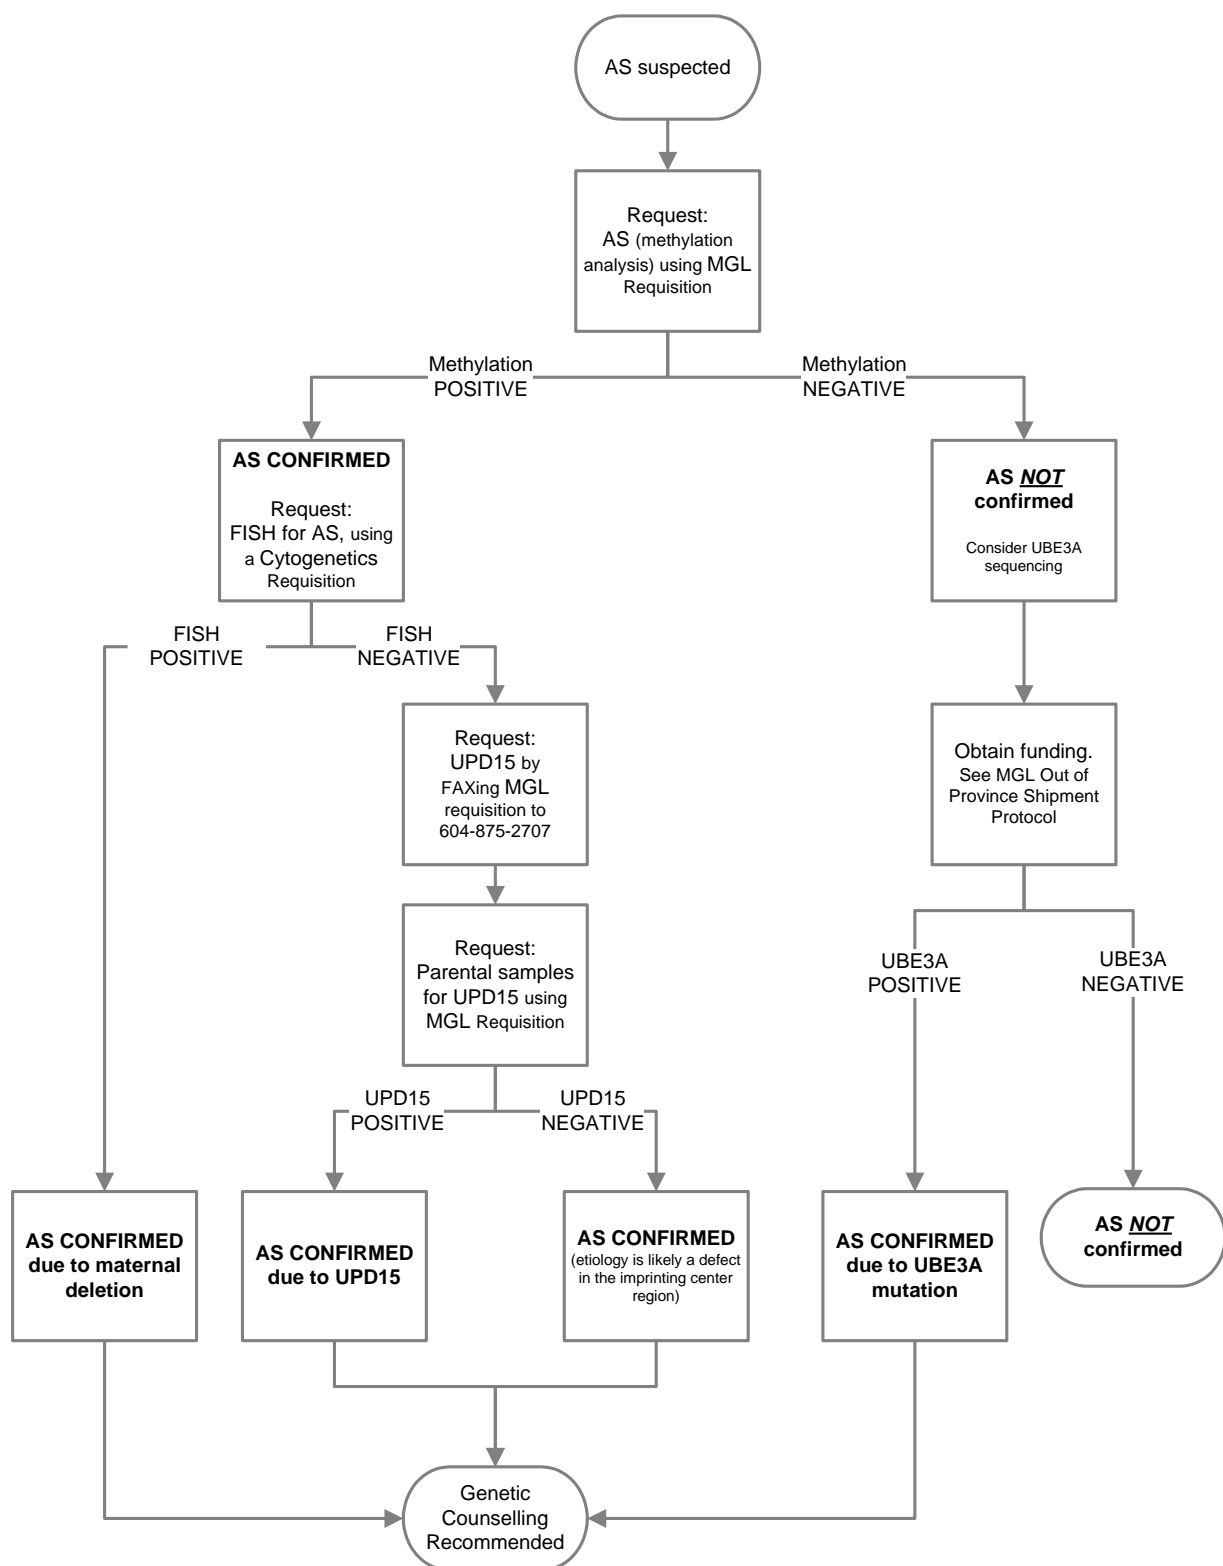 AS suspected
Request:
AS (methylation
analysis) using MGL
Requisition
Methylation
POSITIVE
Methylation
NEGATIVE
AS CONFIRMED
Request:
FISH for AS, using
a Cytogenetics
Requisition
AS NOT
confirmed
Consider UBE3A
sequencing
FISH
POSITIVE
FISH
NEGATIVE
Request:
UPD15 by
FAXing MGL
requisition to
604-875-2707
Obtain funding.
See MGL Out of
Province Shipment
Protocol
Request:
Parental samples
for UPD15 using
MGL Requisition
UBE3A
POSITIVE
UBE3A
NEGATIVE
UPD15
POSITIVE
UPD15
NEGATIVE
AS CONFIRMED
due to maternal
deletion
AS CONFIRMED
due to UPD15
AS CONFIRMED
(etiology is likely a defect
in the imprinting center
region)
AS CONFIRMED
due to UBE3A
mutation
AS NOT
confirmed
Genetic
Counselling
Recommended